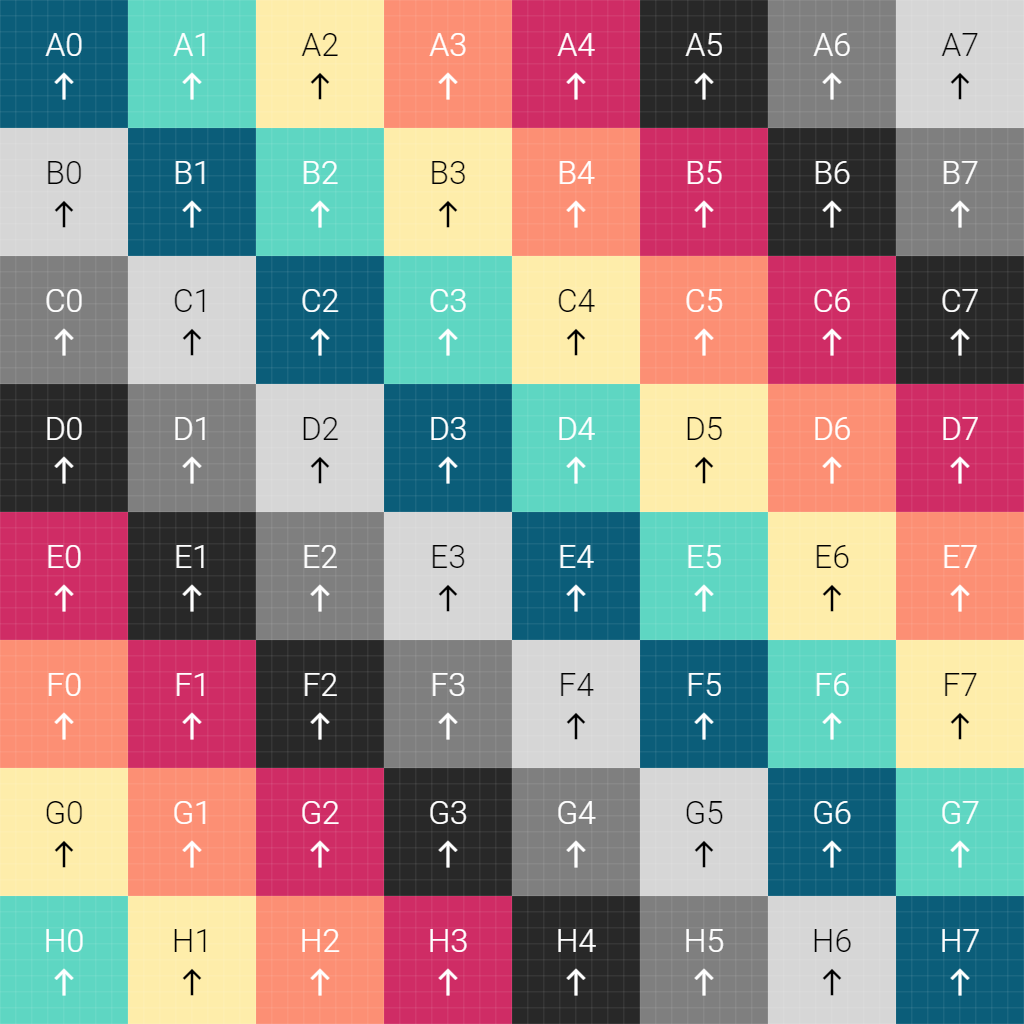 A0 A1 A2 A3 A4 A5 A6 A7
↑ ↑ ↑ ↑ ↑ ↑ ↑ ↑
B0 B1 B2 B3 B4 B5 B6 B7
↑ ↑ ↑ ↑ ↑ ↑ ↑ ↑
C0 C1 C2 C3 C4 C5 C6 C7
↑ ↑ ↑ ↑ ↑ ↑ ↑ ↑
D0 D1 D2 D3 D4 D5 D6 D7
↑ ↑ ↑ ↑ ↑ ↑ ↑ ↑
E0 E1 E2 E3 E4 E5 E6 E7
↑ ↑ ↑ ↑ ↑ ↑ ↑ ↑
F0 F1 F2 F3 F4 F5 F6 F7
↑ ↑ ↑ ↑ ↑ ↑ ↑ ↑
G0 G1 G2 G3 G4 G5 G6 G7
↑ ↑ ↑ ↑ ↑ ↑ ↑ ↑
H0 H1 H2 H3 H4 H5 H6 H7
↑ ↑ ↑ ↑ ↑ ↑ ↑ ↑